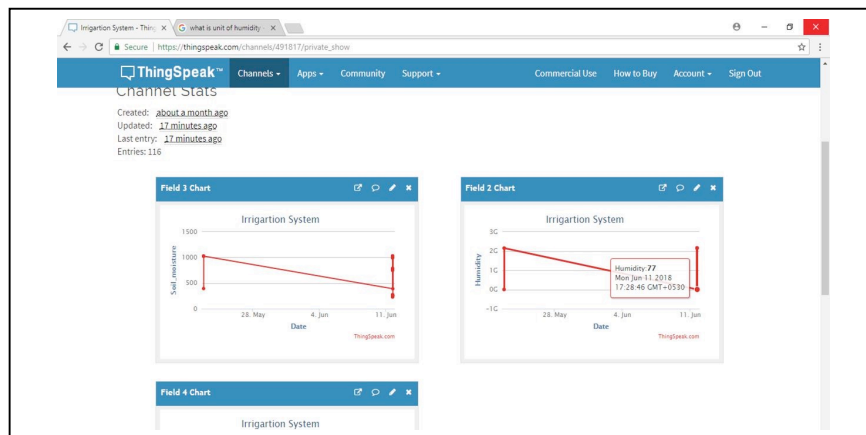 Irrigartion System - Thing
what is unit of humidity -
Secure | https://thingspeak.com/channels/491817/private_show
ThingSpeak™ Channels Apps Community Support Commercial Use How to Buy Account Sign Out
Channel Stats
Created: about a month ago
Updated: 17 minutes ago
Last entry: 17 minutes ago
Entries: 116
Field 3 Chart
Irrigartion System
Soil_moisture
1500
1000
500
0
28. May 4. Jun 11. Jun
Date
ThingSpeak.com
Field 2 Chart
Irrigartion System
Humidity
3G
2G
1G
0G
-1G
Humidity:77
Mon Jun 11 2018
17:28:46 GMT+0530
28. May 4. Jun 11. Jun
Date
ThingSpeak.com
Field 4 Chart
Irrigartion System